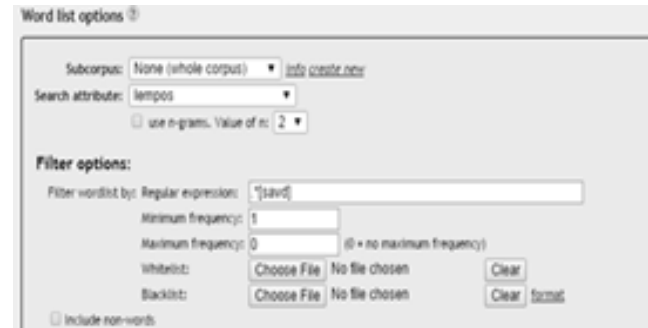 Word list options ?
Subcorpus: None (whole corpus) info create new
Search attribute: lempos
use n-grams. Value of n: 2
Filter options:
Filter wordlist by: Regular expression: .*[savd]
Minimum frequency: 1
Maximum frequency: 0 (0 = no maximum frequency)
Whitelist: Choose File No file chosen Clear
Blacklist: Choose File No file chosen Clear format
Include non-words